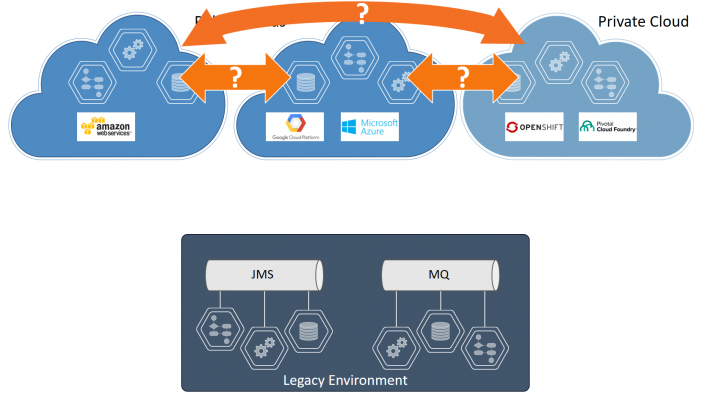 ?
Private Cloud
?
?
amazon
web services
Google Cloud Platform
Microsoft
Azure
OPENSHIFT
Pivotal
Cloud Foundry
JMS
MQ
Legacy Environment